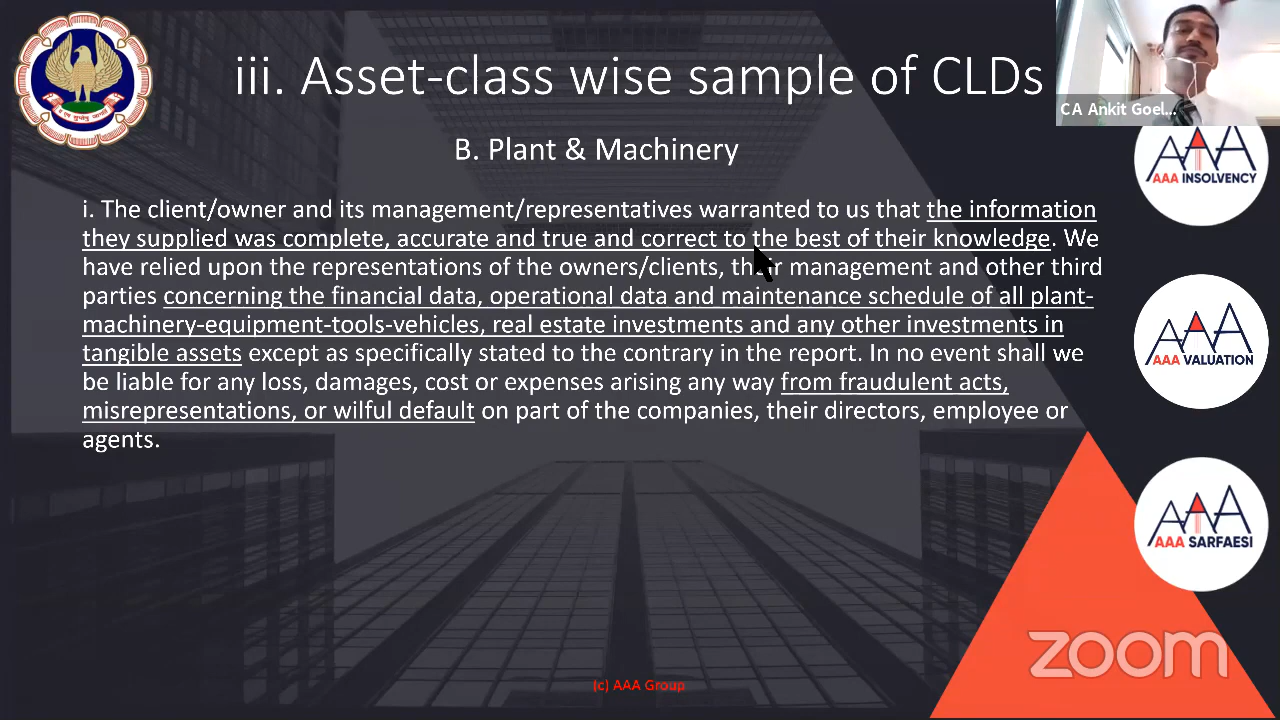 iii. Asset-class wise sample of CLDs
CA Ankit Goel...
B. Plant & Machinery
i. The client/owner and its management/representatives warranted to us that the information
they supplied was complete, accurate and true and correct to the best of their knowledge. We
have relied upon the representations of the owners/clients, their management and other third
parties concerning the financial data, operational data and maintenance schedule of all plant-
machinery-equipment-tools-vehicles, real estate investments and any other investments in
tangible assets except as specifically stated to the contrary in the report. In no event shall we
be liable for any loss, damages, cost or expenses arising any way from fraudulent acts,
misrepresentations, or wilful default on part of the companies, their directors, employee or
agents.
AAA
AAA INSOLVENCY
AAA
AAA VALUATION
AAA
AAA SARFAESI
zoom
(c) AAA Group